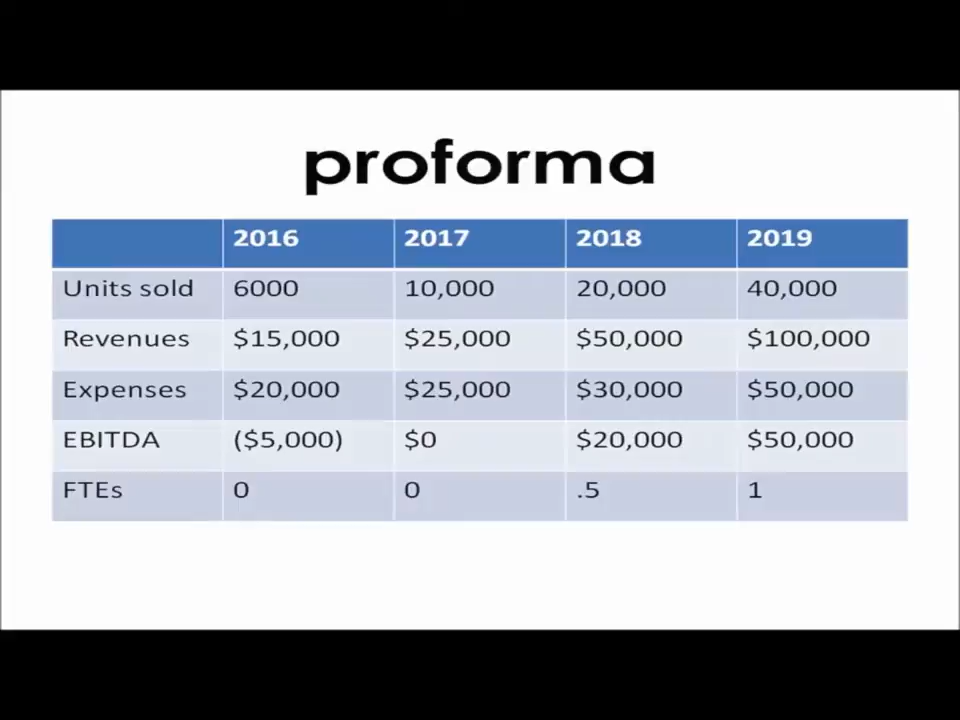 proforma
2016 2017 2018 2019
Units sold 6000 10,000 20,000 40,000
Revenues $15,000 $25,000 $50,000 $100,000
Expenses $20,000 $25,000 $30,000 $50,000
EBITDA ($5,000) $0 $20,000 $50,000
FTEs 0 0 .5 1